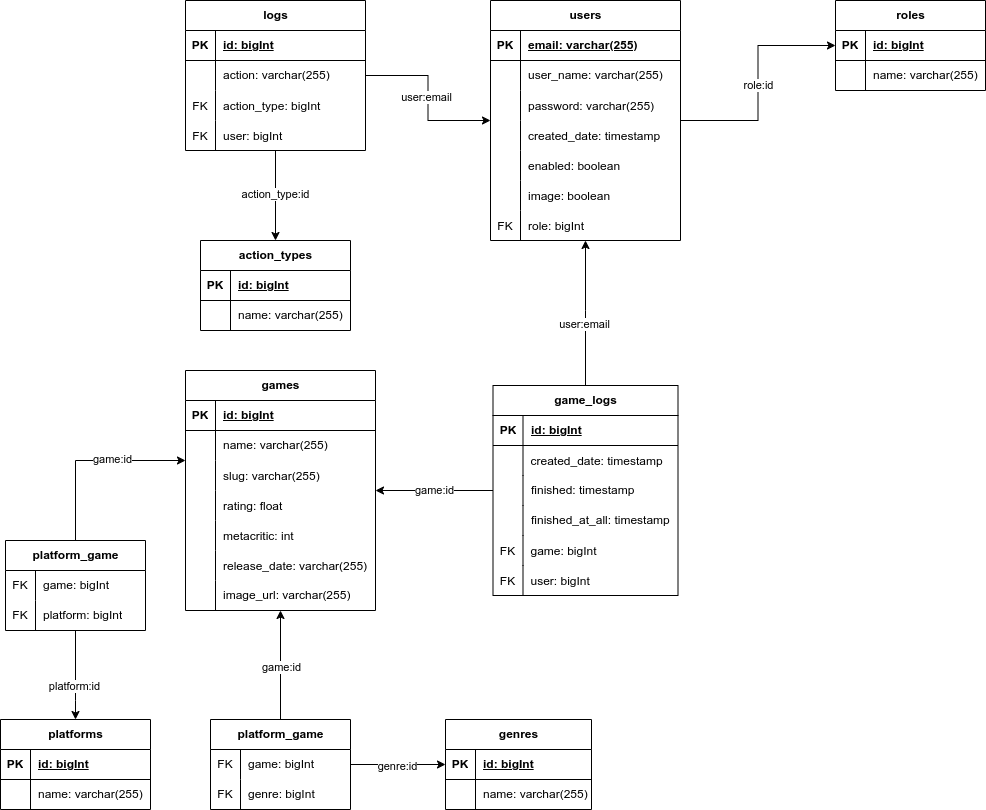 logs
PK id: bigInt
action: varchar(255)
FK action_type: bigInt
FK user: bigInt
user:email
users
PK email: varchar(255)
user_name: varchar(255)
password: varchar(255)
created_date: timestamp
enabled: boolean
image: boolean
FK role: bigInt
role:id
roles
PK id: bigInt
name: varchar(255)
action_type:id
action_types
PK id: bigInt
name: varchar(255)
user:email
games
PK id: bigInt
name: varchar(255)
slug: varchar(255)
rating: float
metacritic: int
release_date: varchar(255)
image_url: varchar(255)
game:id
game_logs
PK id: bigInt
created_date: timestamp
finished: timestamp
finished_at_all: timestamp
FK game: bigInt
FK user: bigInt
game:id
platform_game
FK game: bigInt
FK platform: bigInt
platform:id
platforms
PK id: bigInt
name: varchar(255)
game:id
platform_game
FK game: bigInt
FK genre: bigInt
genre:id
genres
PK id: bigInt
name: varchar(255)